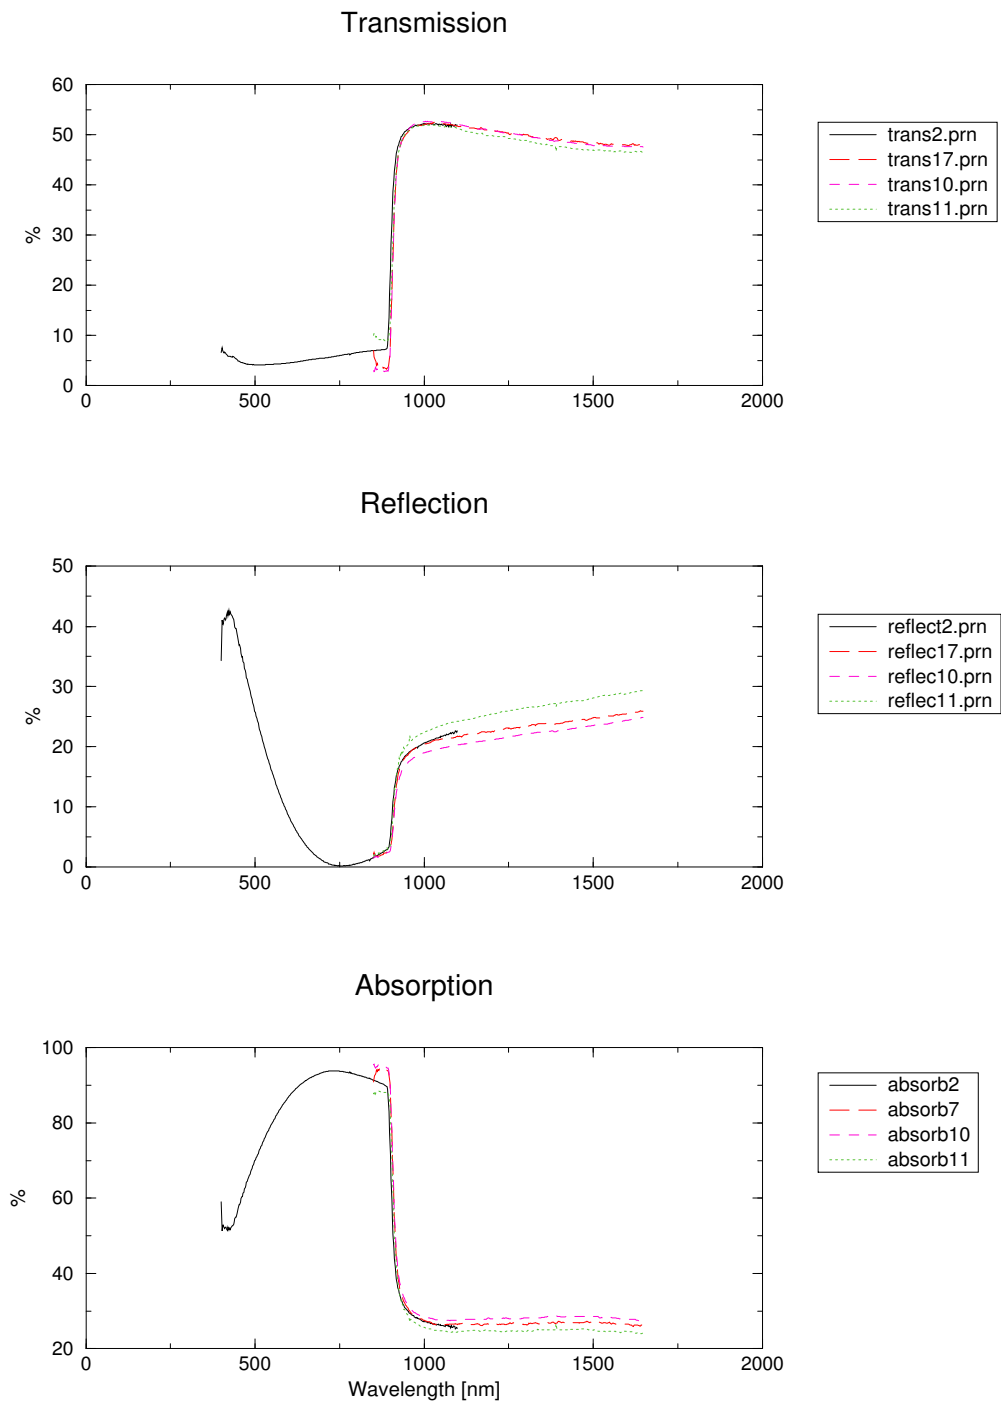 Transmission
60
50
40
30
20
10
0
%
0 500 1000 1500 2000
trans2.prn
trans17.prn
trans10.prn
trans11.prn
Reflection
50
40
30
20
10
0
%
0 500 1000 1500 2000
reflect2.prn
reflec17.prn
reflec10.prn
reflec11.prn
Absorption
100
80
60
40
20
%
0 500 1000 1500 2000
Wavelength [nm]
absorb2
absorb7
absorb10
absorb11